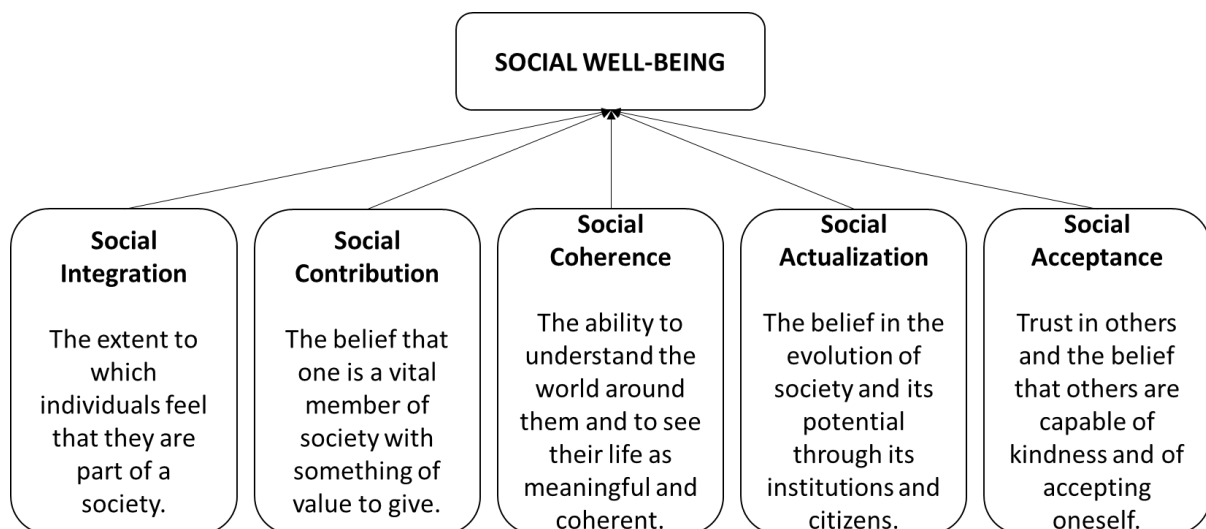 SOCIAL WELL-BEING
Social
Integration
The extent to
which
individuals feel
that they are
part of a
society.
Social
Contribution
The belief that
one is a vital
member of
society with
something of
value to give.
Social
Coherence
The ability to
understand the
world around
them and to see
their life as
meaningful and
coherent.
Social
Actualization
The belief in the
evolution of
society and its
potential
through its
institutions and
citizens.
Social
Acceptance
Trust in others
and the belief
that others are
capable of
kindness and of
accepting
oneself.